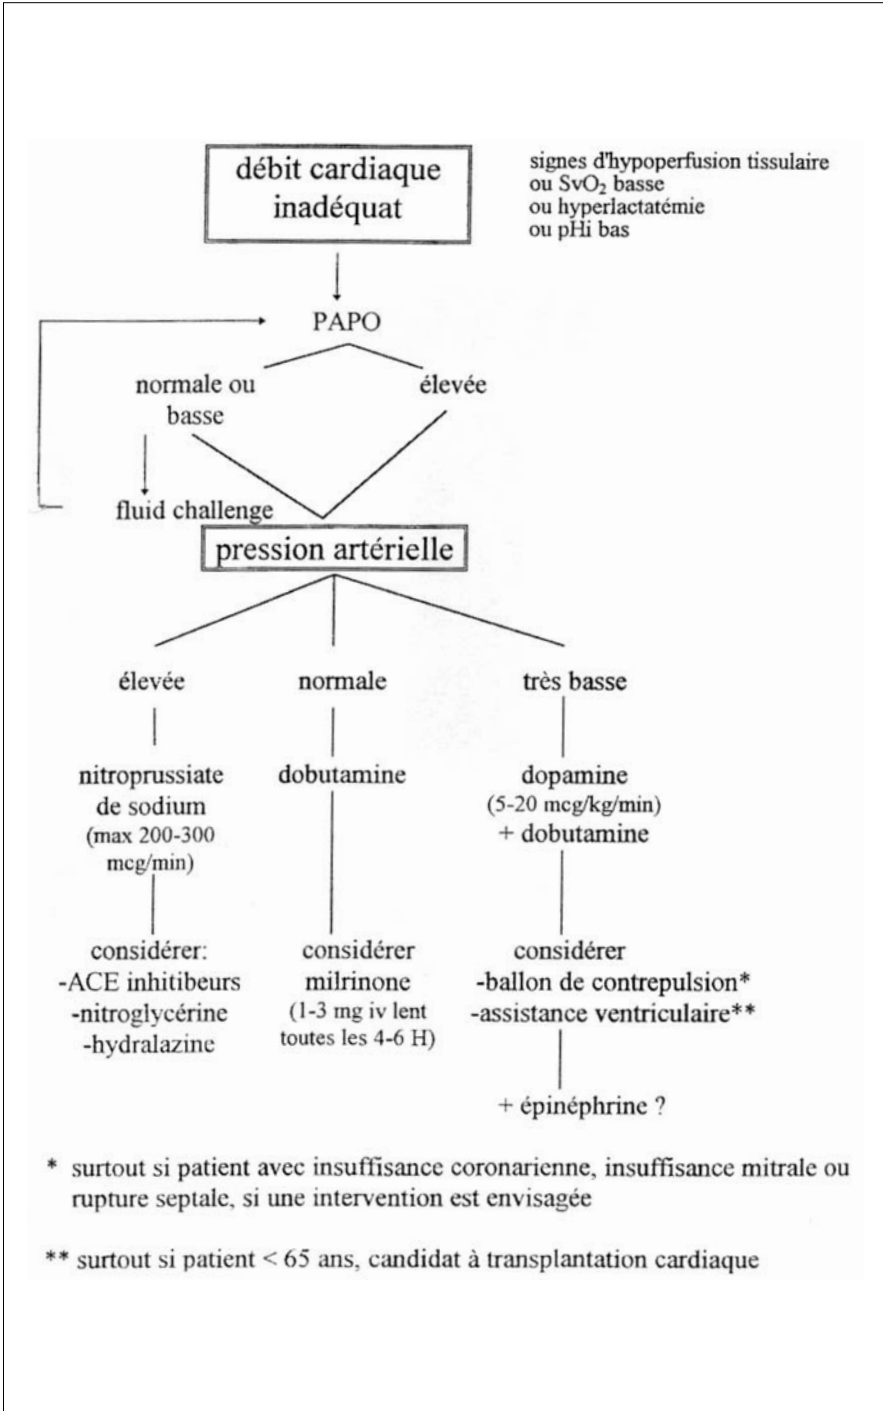 débit cardiaque
inadéquat
signes d'hypoperfusion tissulaire
ou SvO₂ basse
ou hyperlactatémie
ou pHi bas
PAPO
normale ou
basse
élevée
fluid challenge
pression artérielle
élevée
normale
très basse
nitroprussiate
de sodium
(max 200-300
mcg/min)
dobutamine
dopamine
(5-20 mcg/kg/min)
+ dobutamine
considérer:
-ACE inhitibeurs
-nitroglycérine
-hydralazine
considérer
milrinone
(1-3 mg iv lent
toutes les 4-6 H)
considérer
-ballon de contrepulsion*
-assistance ventriculaire**
+ épinéphrine ?
* surtout si patient avec insuffisance coronarienne, insuffisance mitrale ou
rupture septale, si une intervention est envisagée
** surtout si patient < 65 ans, candidat à transplantation cardiaque